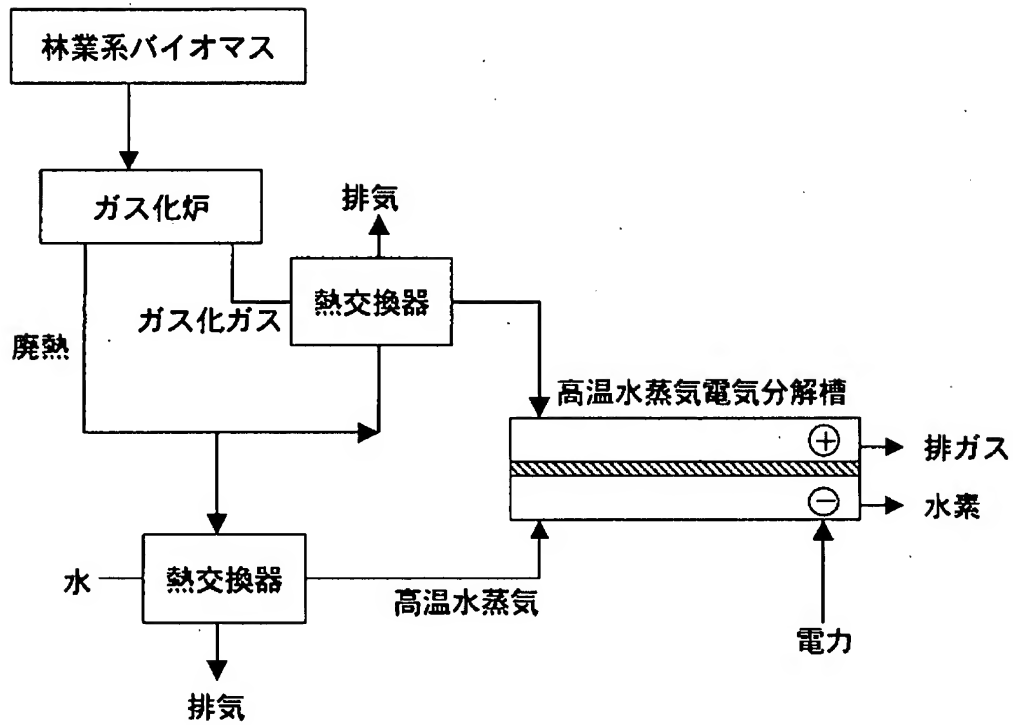 林業系バイオマス
ガス化炉
排気
熱交換器
ガス化ガス
廃熱
高温水蒸気電気分解槽
+
排ガス
−
水素
水
熱交換器
高温水蒸気
電力
排気